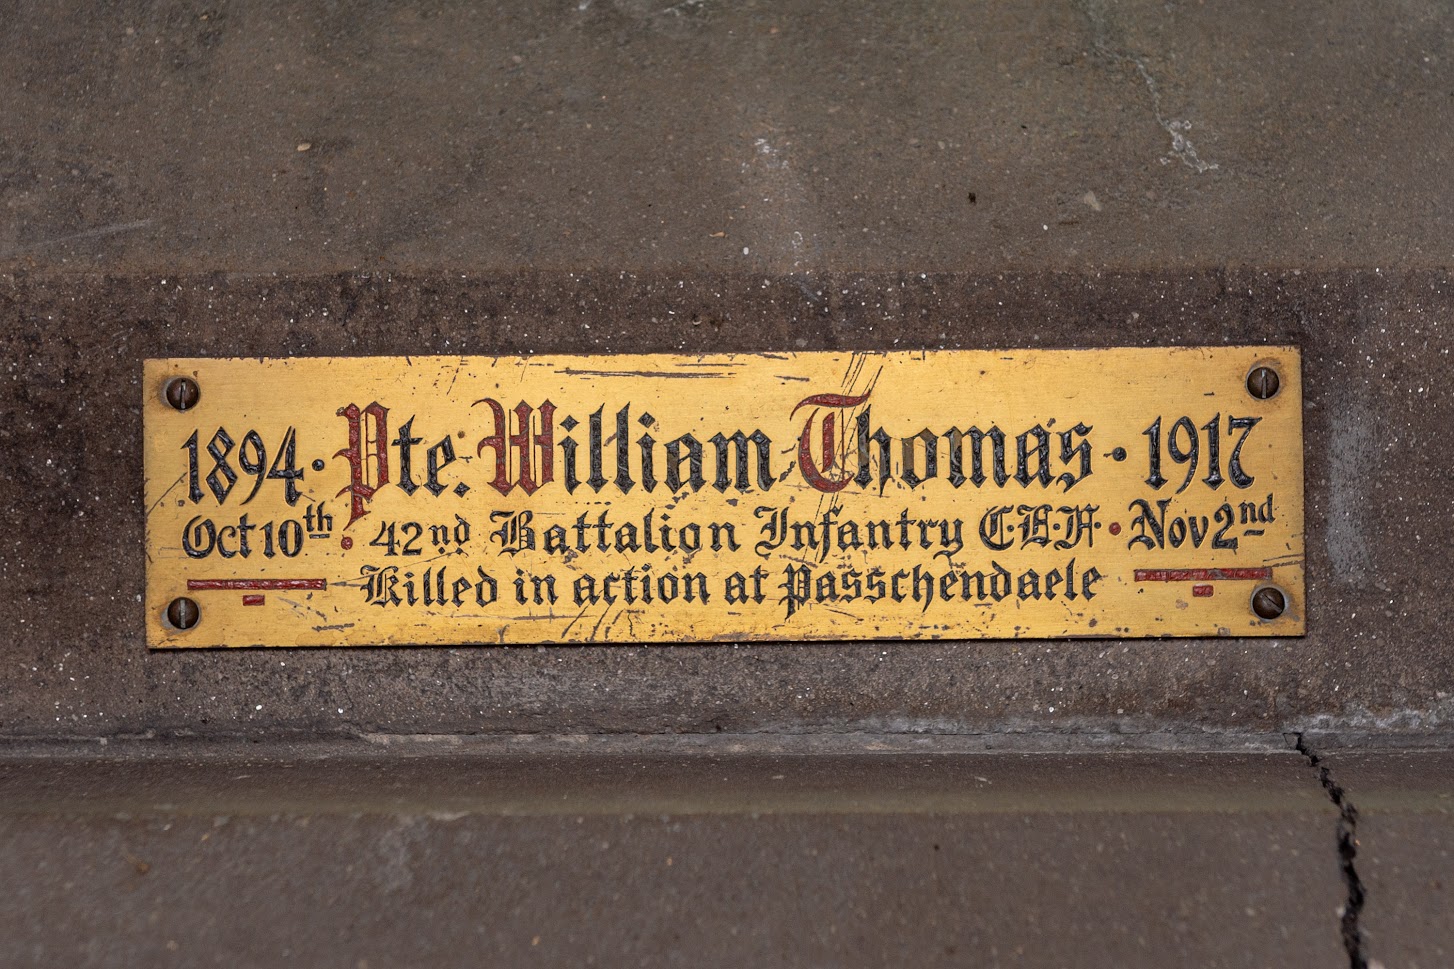 1894 · Pte. William Thomas · 1917
Oct 10th · 42nd Battalion Infantry C·E·F· · Nov 2nd
Killed in action at Passchendaele